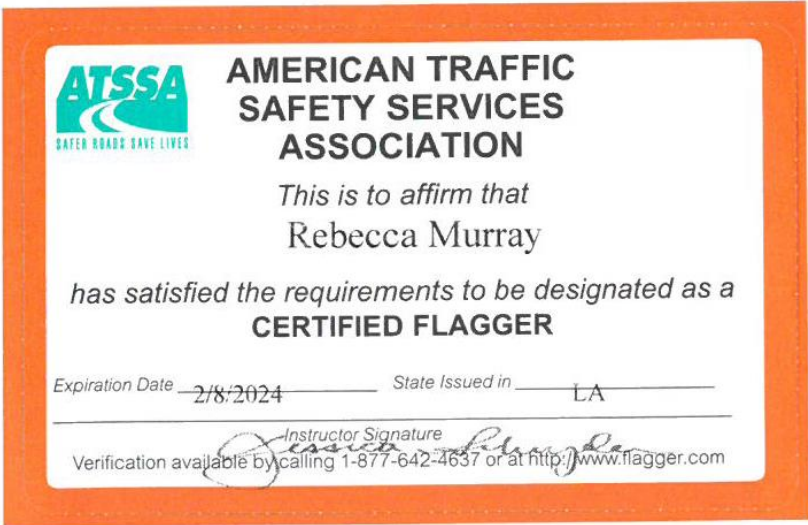 ATSSA
SAFER ROADS SAVE LIVES
AMERICAN TRAFFIC
SAFETY SERVICES
ASSOCIATION
This is to affirm that
Rebecca Murray
has satisfied the requirements to be designated as a
CERTIFIED FLAGGER
Expiration Date 2/8/2024 State Issued in LA
Instructor Signature
Jessica
Verification available by calling 1-877-642-4637 or at http://www.flagger.com